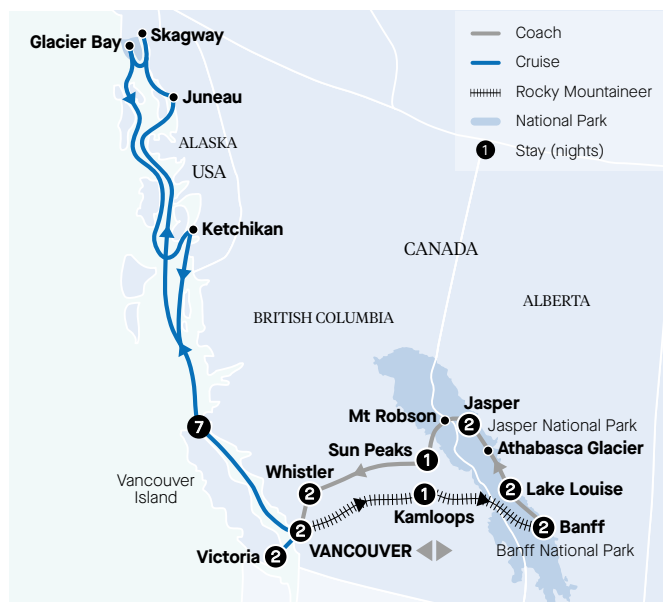 Skagway
Glacier Bay
Juneau
ALASKA
USA
Ketchikan
Coach
Cruise
Rocky Mountaineer
National Park
1 Stay (nights)
CANADA
ALBERTA
BRITISH COLUMBIA
Jasper
Mt Robson
2
Jasper National Park
Sun Peaks
1
Athabasca Glacier
7
Whistler
2
Vancouver
Island
2
Lake Louise
1
Kamloops
2
Banff
2
VANCOUVER
Banff National Park
Victoria
2